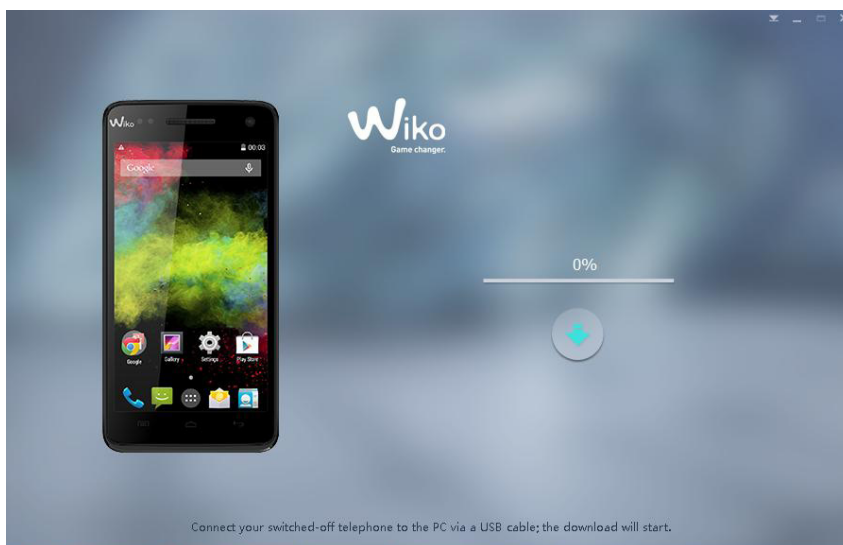 Wiko
Game changer.
Wiko
00:03
Google
0%
Google
Gallery
Settings
Play Store
Connect your switched-off telephone to the PC via a USB cable; the download will start.